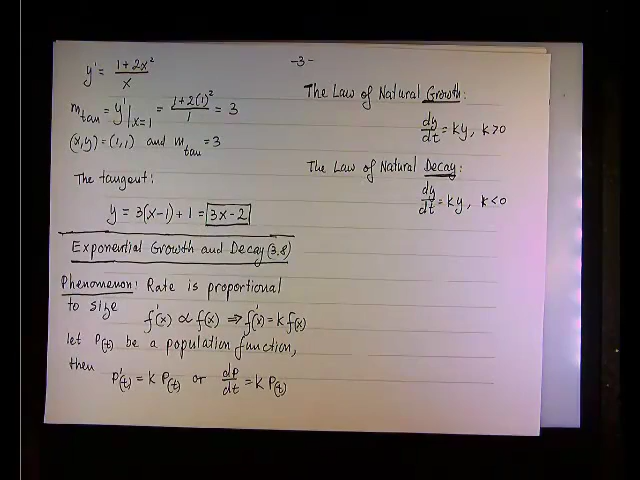 -3-
y' = (1+2x²)/x
m_tan = y'|_{x=1} = (1+2(1)²)/1 = 3
(x,y) = (1,1) and m_tan = 3
The tangent:
y = 3(x-1)+1 = 3x-2
Exponential Growth and Decay (3.8)
Phenomenon: Rate is proportional
to size
f'(x) ∝ f(x) ⇒ f'(x) = k f(x)
let P(t) be a population function,
then
P'(t) = k P(t) or dP/dt = k P(t)
The Law of Natural Growth:
dy/dt = ky, k>0
The Law of Natural Decay:
dy/dt = ky, k<0